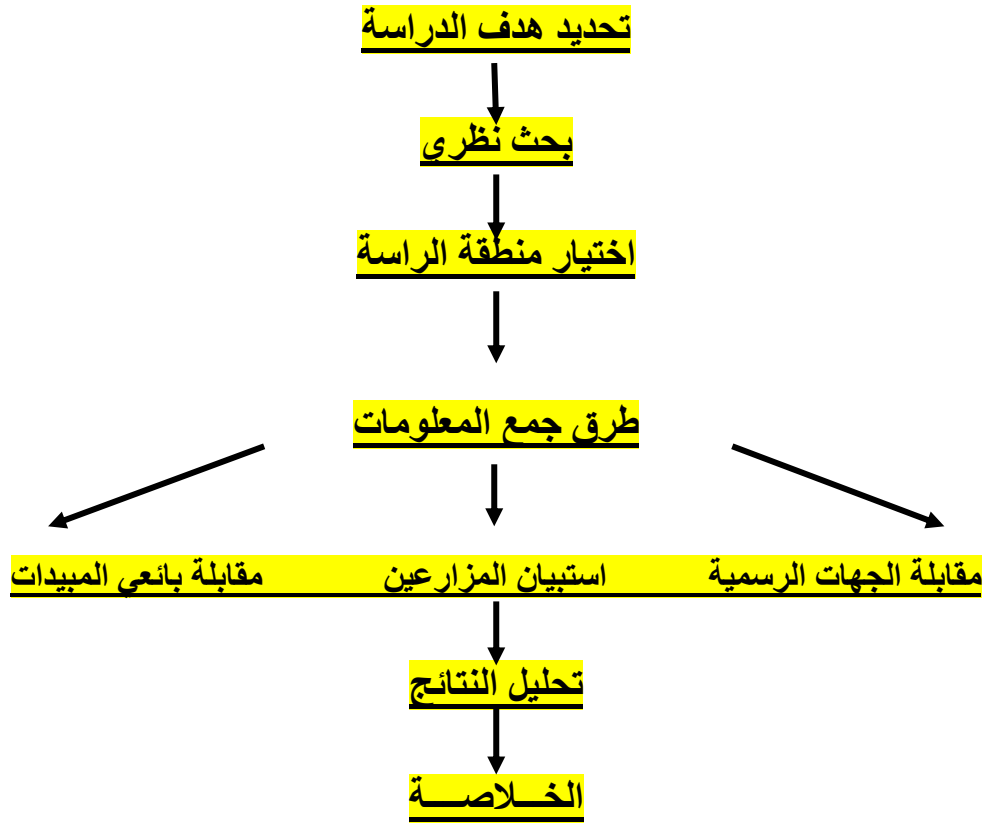 تحديد هدف الدراسة
بحث نظري
اختيار منطقة الراسة
طرق جمع المعلومات
مقابلة الجهات الرسمية استبيان المزارعين مقابلة بائعي المبيدات
تحليل النتائج
الخـــلاصــــة